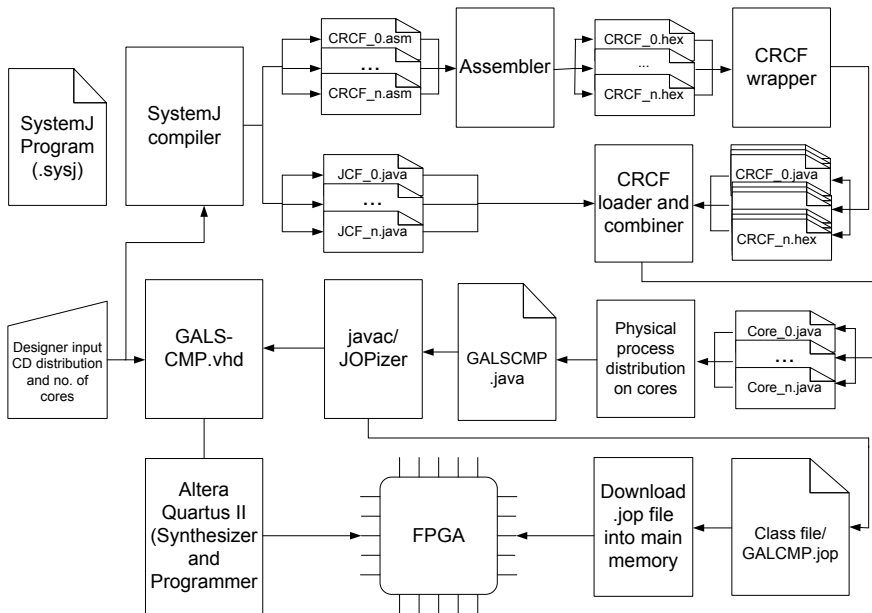 SystemJ
Program
(.sysj)
SystemJ
compiler
CRCF_0.asm
...
CRCF_n.asm
Assembler
CRCF_0.hex
...
CRCF_n.hex
CRCF
wrapper
JCF_0.java
...
JCF_n.java
CRCF
loader and
combiner
CRCF_0.java
CRCF_n.hex
Designer input
CD distribution
and no. of
cores
GALS-
CMP.vhd
javac/
JOPizer
GALSCMP
.java
Physical
process
distribution
on cores
Core_0.java
...
Core_n.java
Altera
Quartus II
(Synthesizer
and
Programmer
FPGA
Download
.jop file
into main
memory
Class file/
GALCMP.jop